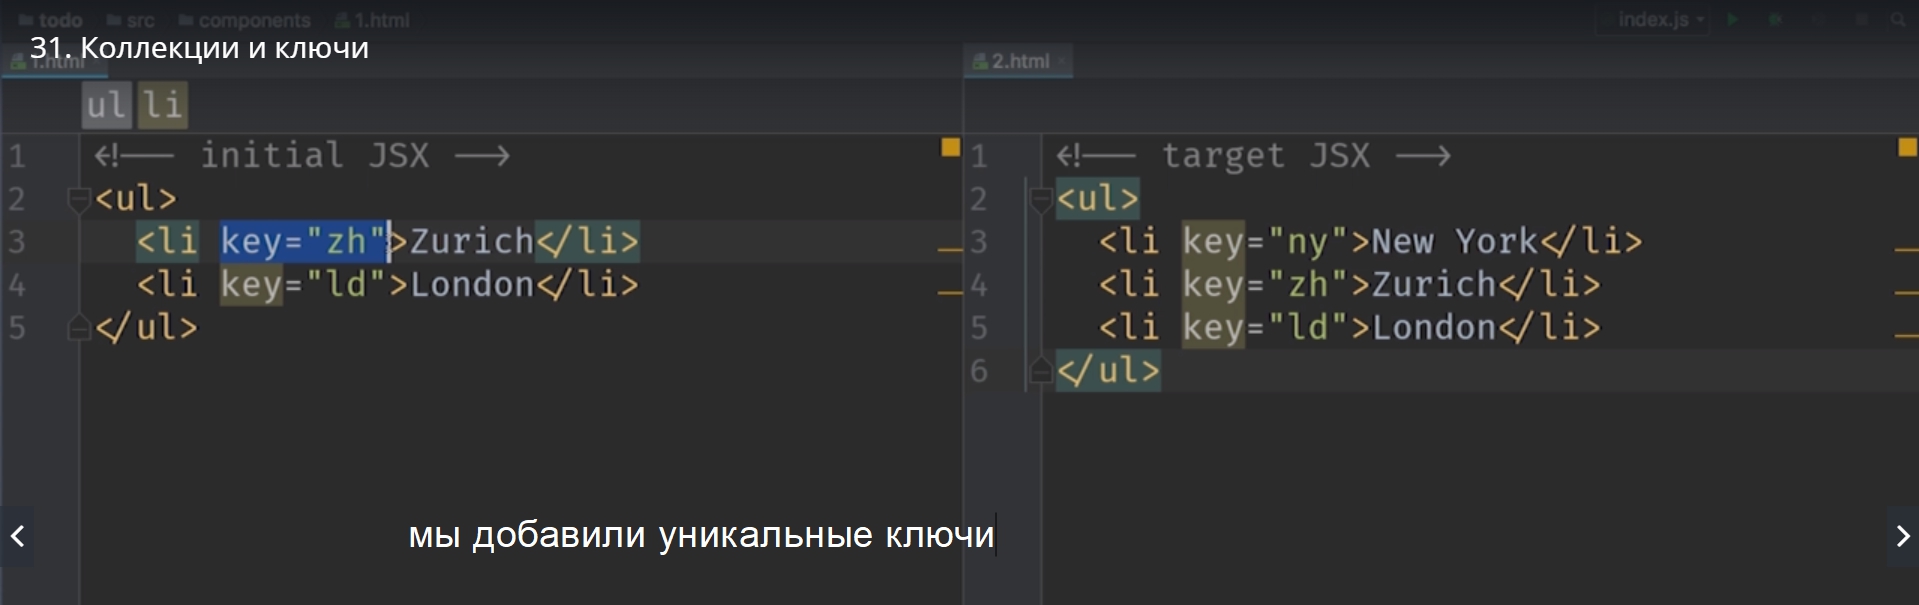 todo src components 1.html index.js
31. Коллекции и ключи
1.html 2.html
ul li
1 <!-- initial JSX -->
2 <ul>
3 <li key="zh">Zurich</li>
4 <li key="ld">London</li>
5 </ul>
1 <!-- target JSX -->
2 <ul>
3 <li key="ny">New York</li>
4 <li key="zh">Zurich</li>
5 <li key="ld">London</li>
6 </ul>
мы добавили уникальные ключи